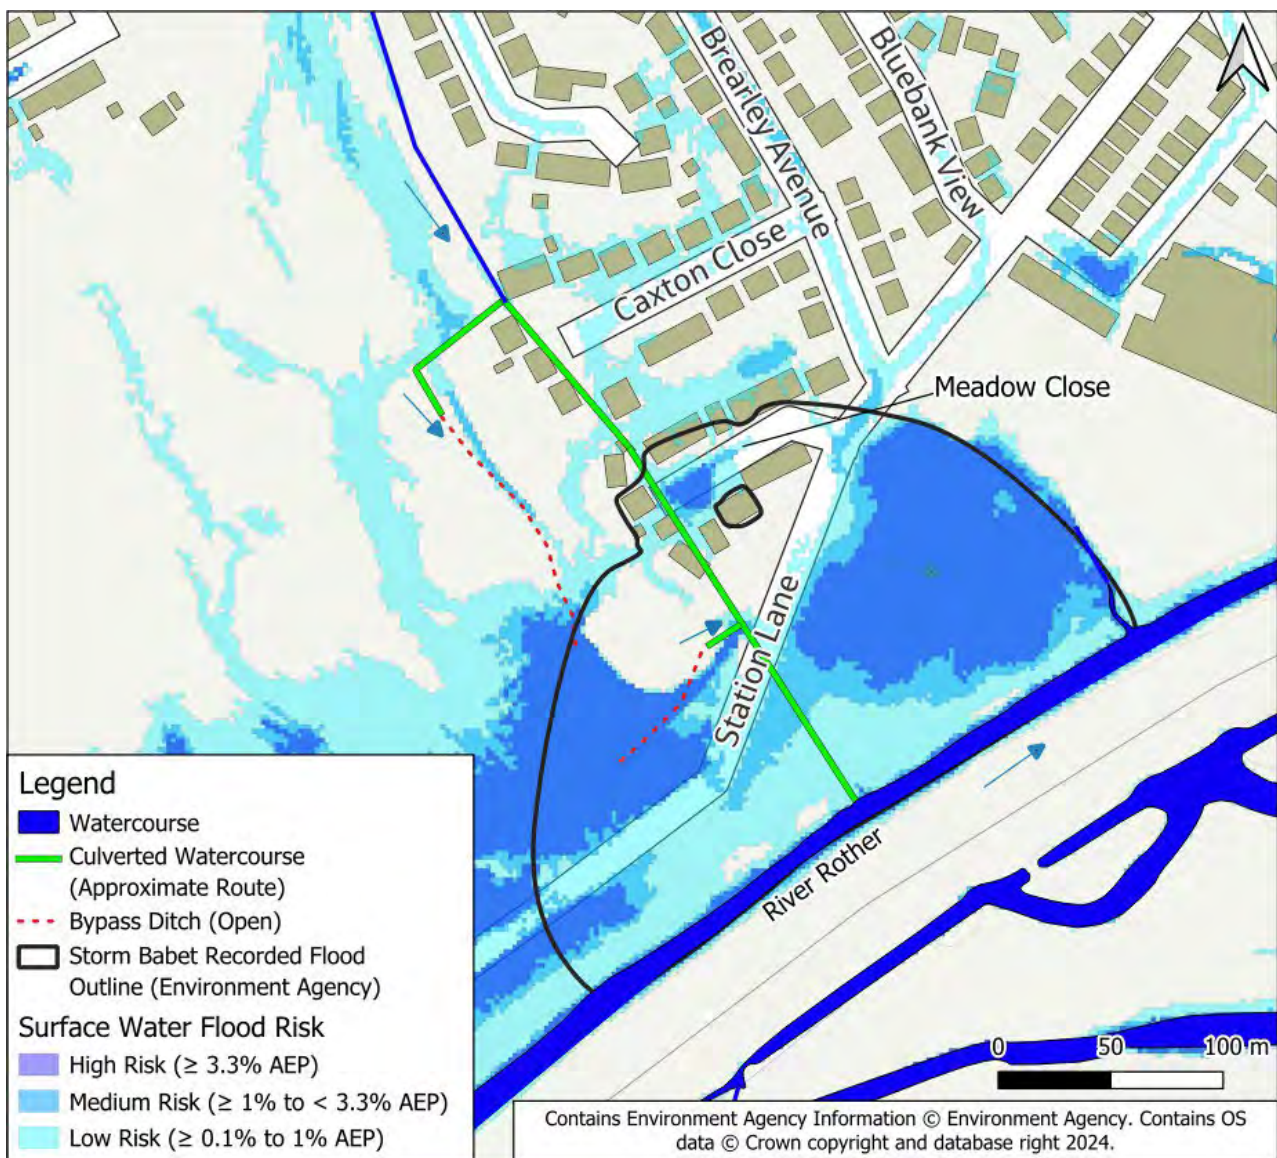 Brearley Avenue
Bluebank View
Caxton Close
Meadow Close
Station Lane
River Rother
Legend
Watercourse
Culverted Watercourse
(Approximate Route)
Bypass Ditch (Open)
Storm Babet Recorded Flood
Outline (Environment Agency)
Surface Water Flood Risk
High Risk (≥ 3.3% AEP)
Medium Risk (≥ 1% to < 3.3% AEP)
Low Risk (≥ 0.1% to 1% AEP)
0 50 100 m
Contains Environment Agency Information © Environment Agency. Contains OS
data © Crown copyright and database right 2024.